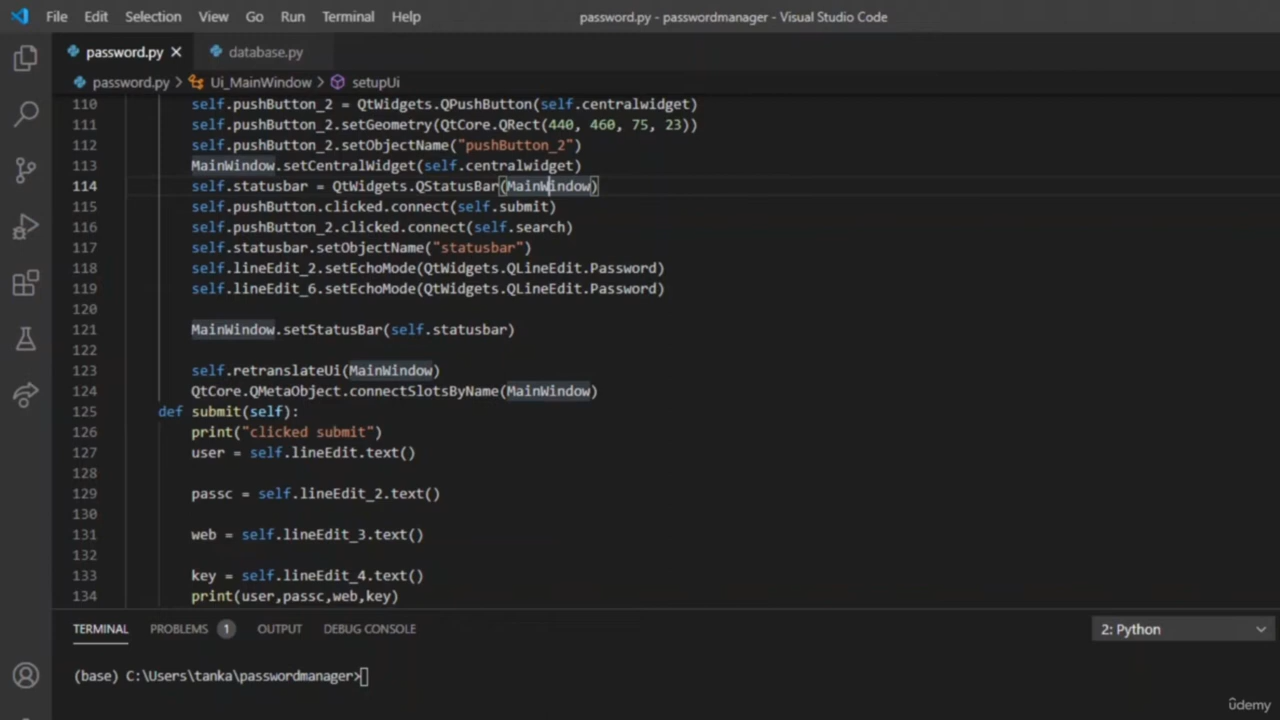 File Edit Selection View Go Run Terminal Help password.py - passwordmanager - Visual Studio Code
password.py × database.py
password.py > Ui_MainWindow > setupUi
110 self.pushButton_2 = QtWidgets.QPushButton(self.centralwidget)
111 self.pushButton_2.setGeometry(QtCore.QRect(440, 460, 75, 23))
112 self.pushButton_2.setObjectName("pushButton_2")
113 MainWindow.setCentralWidget(self.centralwidget)
114 self.statusbar = QtWidgets.QStatusBar(MainWindow)
115 self.pushButton.clicked.connect(self.submit)
116 self.pushButton_2.clicked.connect(self.search)
117 self.statusbar.setObjectName("statusbar")
118 self.lineEdit_2.setEchoMode(QtWidgets.QLineEdit.Password)
119 self.lineEdit_6.setEchoMode(QtWidgets.QLineEdit.Password)
120
121 MainWindow.setStatusBar(self.statusbar)
122
123 self.retranslateUi(MainWindow)
124 QtCore.QMetaObject.connectSlotsByName(MainWindow)
125 def submit(self):
126 print("clicked submit")
127 user = self.lineEdit.text()
128
129 passc = self.lineEdit_2.text()
130
131 web = self.lineEdit_3.text()
132
133 key = self.lineEdit_4.text()
134 print(user,passc,web,key)
TERMINAL PROBLEMS 1 OUTPUT DEBUG CONSOLE 2: Python
(base) C:\Users\tanka\passwordmanager>
ûdemy